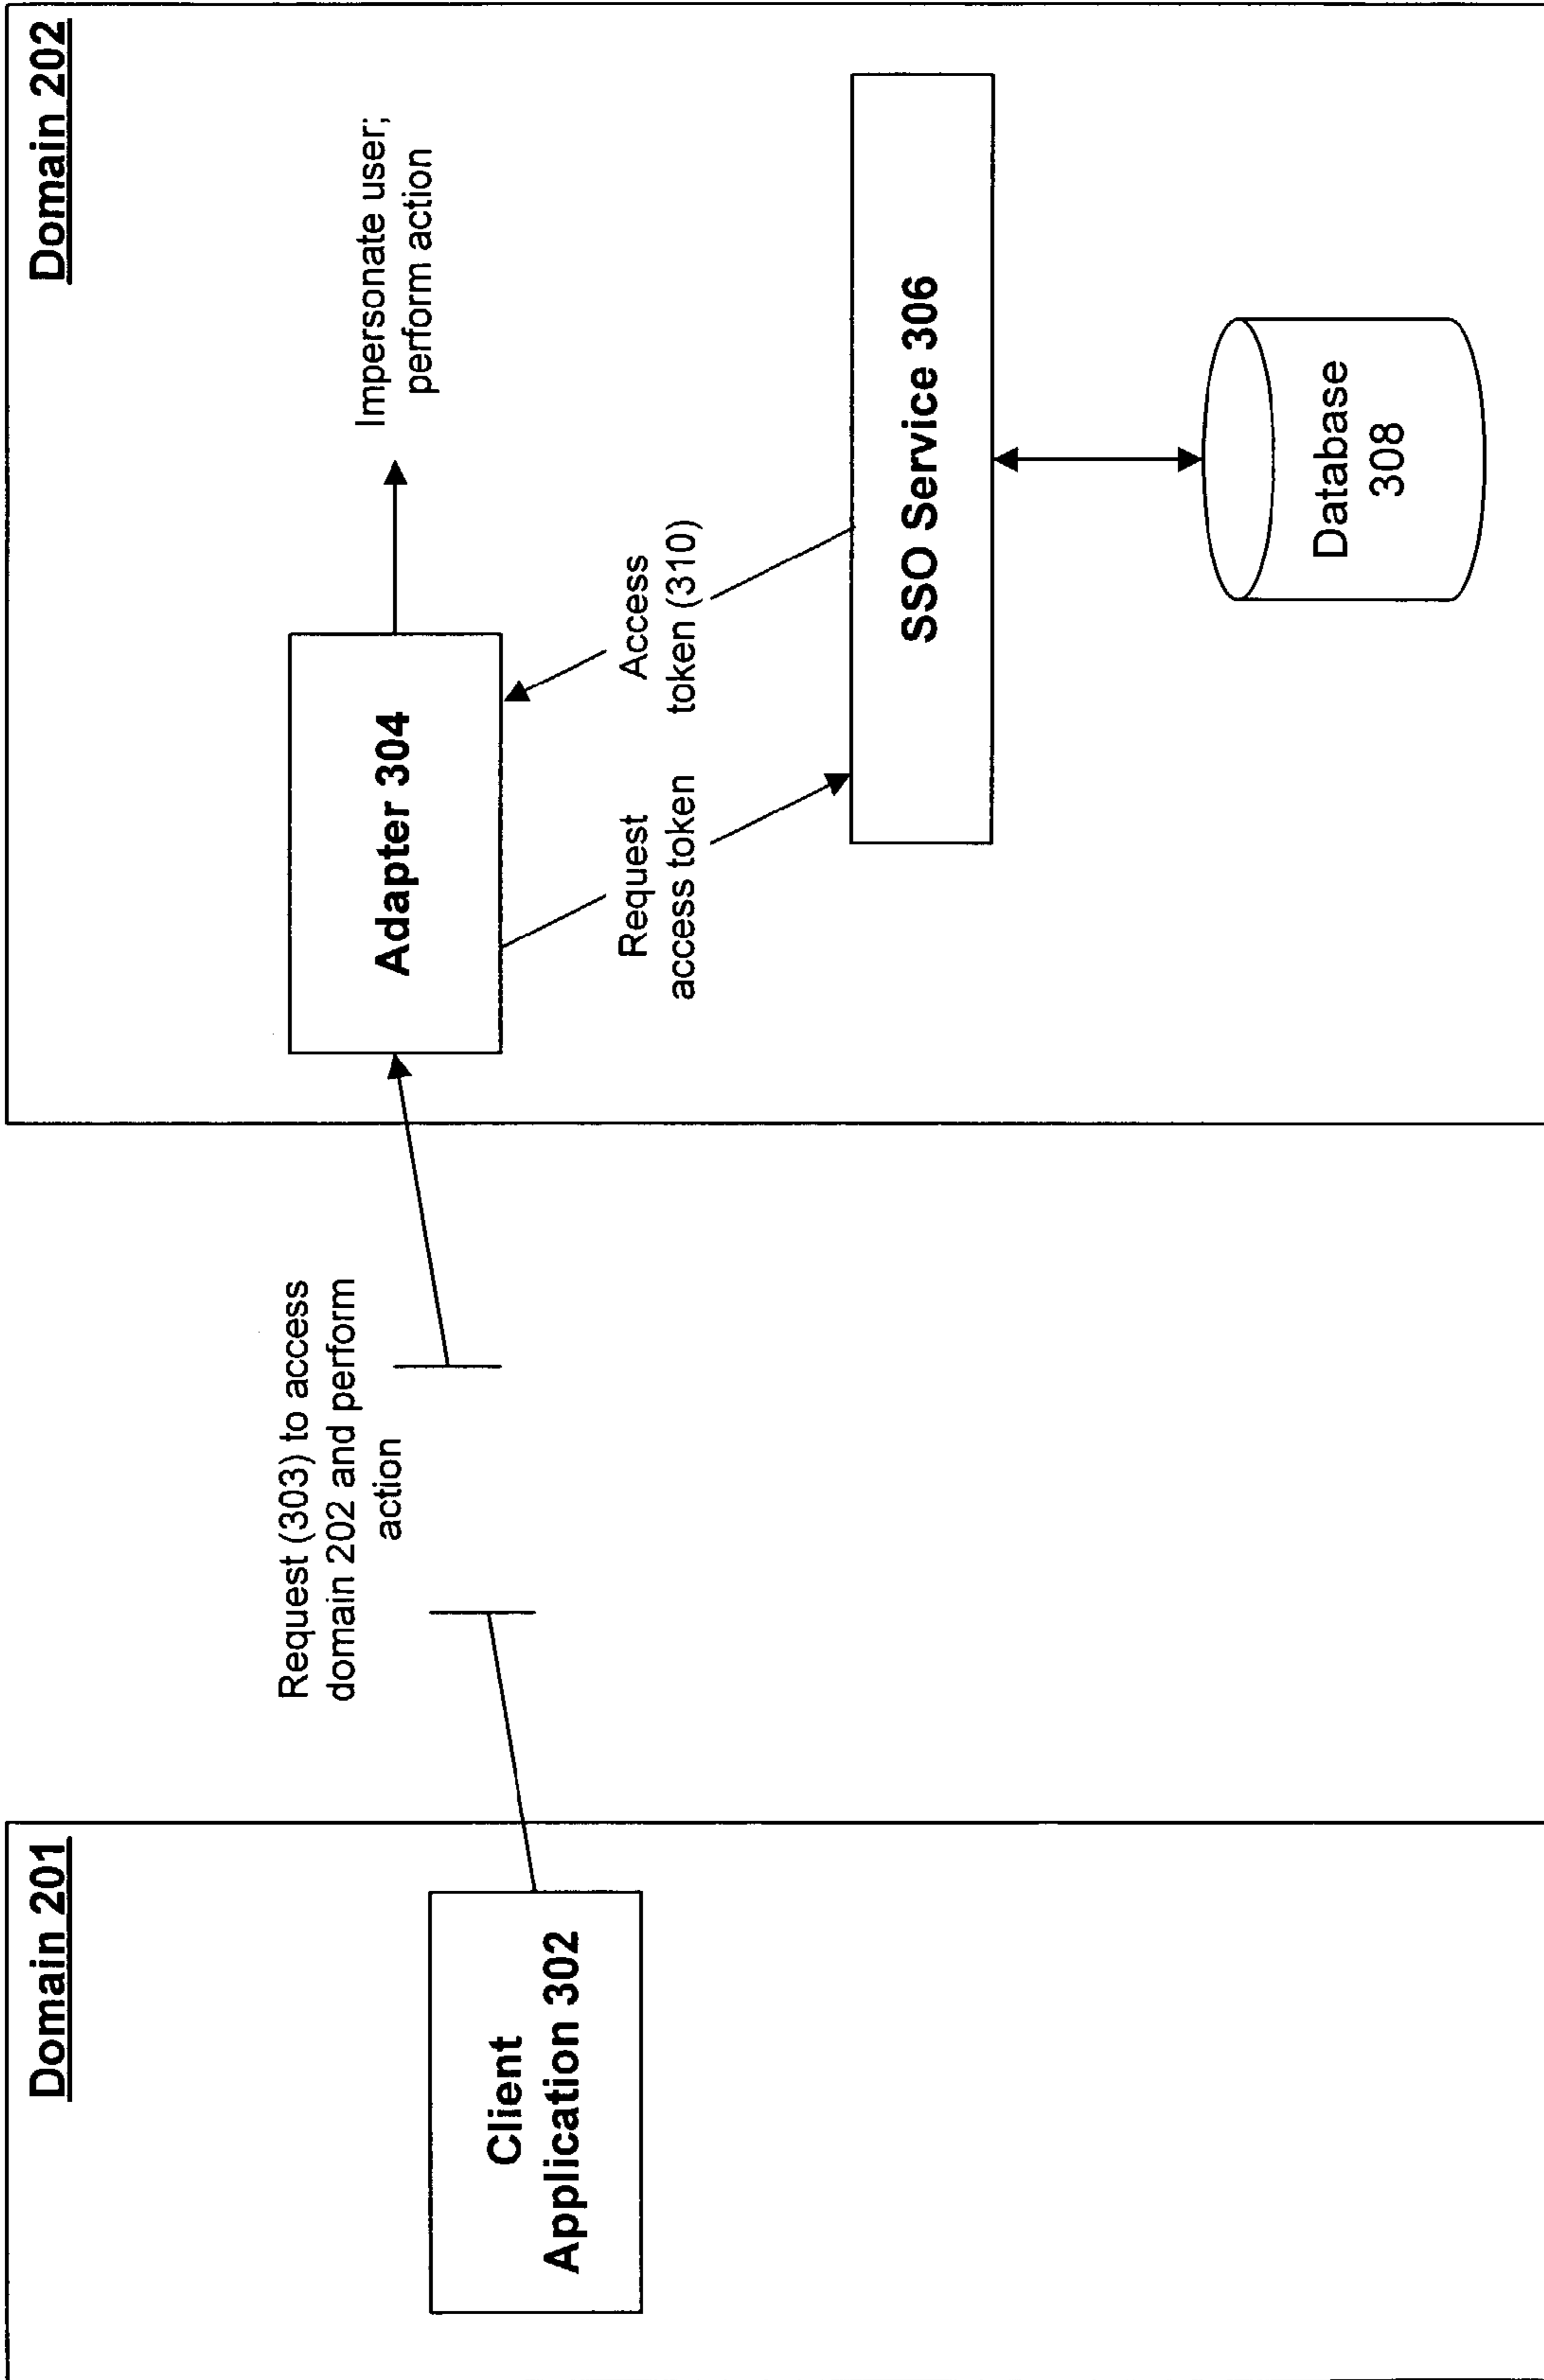 Domain 201
Client
Application 302
Request (303) to access
domain 202 and perform
action
Domain 202
Adapter 304
Impersonate user;
perform action
Request
access token
Access
token (310)
SSO Service 306
Database
308